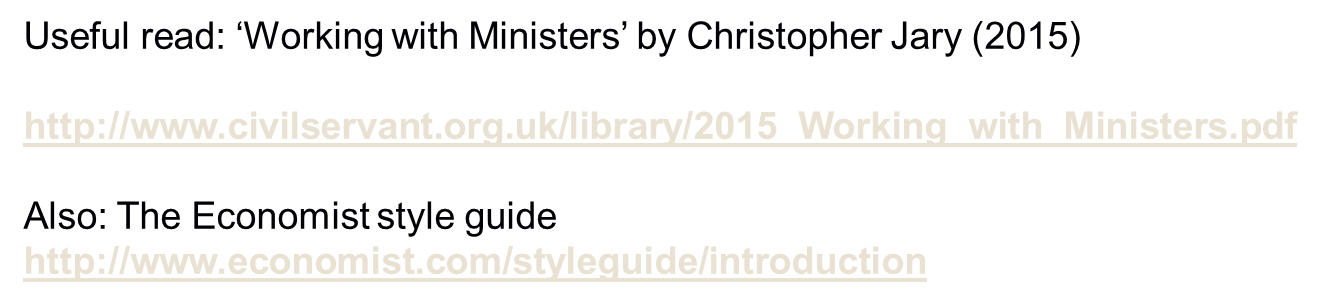 Useful read: ‘Working with Ministers’ by Christopher Jary (2015)
http://www.civilservant.org.uk/library/2015_Working_with_Ministers.pdf
Also: The Economist style guide
http://www.economist.com/styleguide/introduction